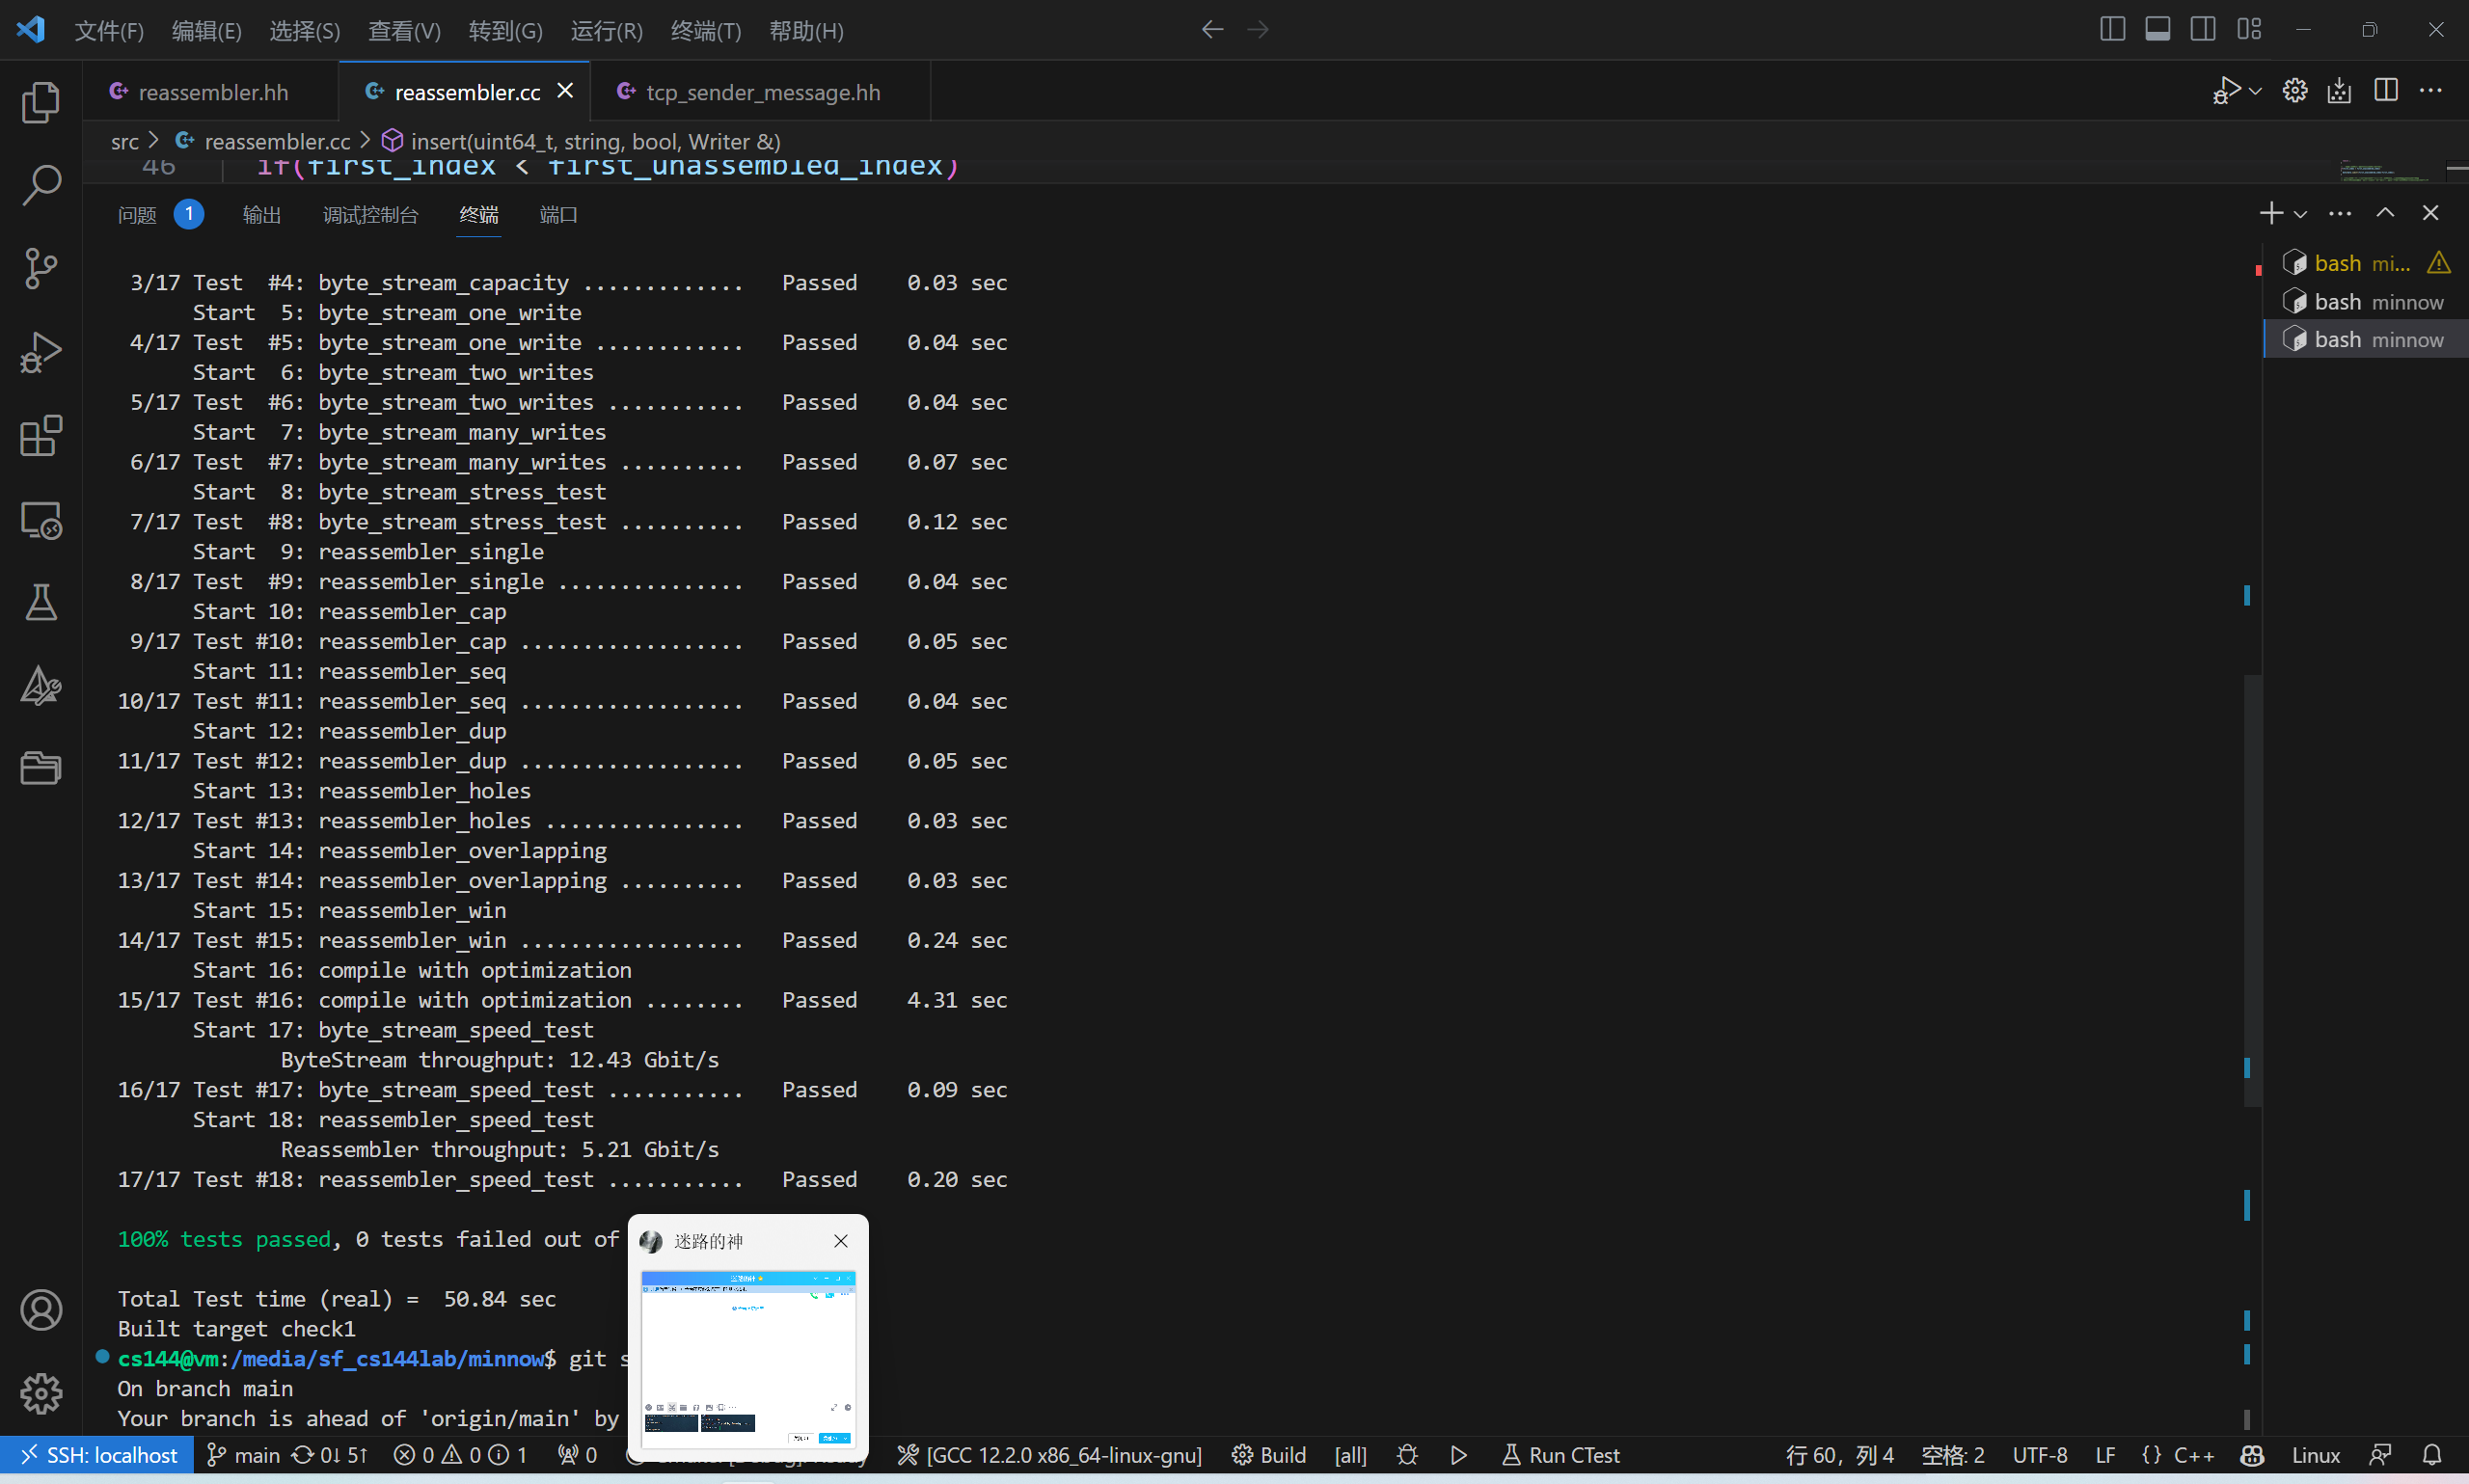 文件(F) 编辑(E) 选择(S) 查看(V) 转到(G) 运行(R) 终端(T) 帮助(H)
reassembler.hh reassembler.cc tcp_sender_message.hh
src > reassembler.cc > insert(uint64_t, string, bool, Writer &)
46 if(first_index < first_unassembled_index)
问题 1 输出 调试控制台 终端 端口
bash mi...
bash minnow
bash minnow
3/17 Test  #4: byte_stream_capacity .............   Passed    0.03 sec
Start  5: byte_stream_one_write
4/17 Test  #5: byte_stream_one_write ............   Passed    0.04 sec
Start  6: byte_stream_two_writes
5/17 Test  #6: byte_stream_two_writes ...........   Passed    0.04 sec
Start  7: byte_stream_many_writes
6/17 Test  #7: byte_stream_many_writes ..........   Passed    0.07 sec
Start  8: byte_stream_stress_test
7/17 Test  #8: byte_stream_stress_test ..........   Passed    0.12 sec
Start  9: reassembler_single
8/17 Test  #9: reassembler_single ...............   Passed    0.04 sec
Start 10: reassembler_cap
9/17 Test #10: reassembler_cap ..................   Passed    0.05 sec
Start 11: reassembler_seq
10/17 Test #11: reassembler_seq ..................   Passed    0.04 sec
Start 12: reassembler_dup
11/17 Test #12: reassembler_dup ..................   Passed    0.05 sec
Start 13: reassembler_holes
12/17 Test #13: reassembler_holes ................   Passed    0.03 sec
Start 14: reassembler_overlapping
13/17 Test #14: reassembler_overlapping ..........   Passed    0.03 sec
Start 15: reassembler_win
14/17 Test #15: reassembler_win ..................   Passed    0.24 sec
Start 16: compile with optimization
15/17 Test #16: compile with optimization ........   Passed    4.31 sec
Start 17: byte_stream_speed_test
ByteStream throughput: 12.43 Gbit/s
16/17 Test #17: byte_stream_speed_test ...........   Passed    0.09 sec
Start 18: reassembler_speed_test
Reassembler throughput: 5.21 Gbit/s
17/17 Test #18: reassembler_speed_test ...........   Passed    0.20 sec
100% tests passed, 0 tests failed out of
迷路的神
Total Test time (real) =  50.84 sec
Built target check1
cs144@vm:/media/sf_cs144lab/minnow$ git s
On branch main
Your branch is ahead of 'origin/main' by
SSH: localhost main 0↓ 5↑ 0 0 1 0 [GCC 12.2.0 x86_64-linux-gnu] Build [all] Run CTest 行 60，列 4 空格: 2 UTF-8 LF {} C++ Linux